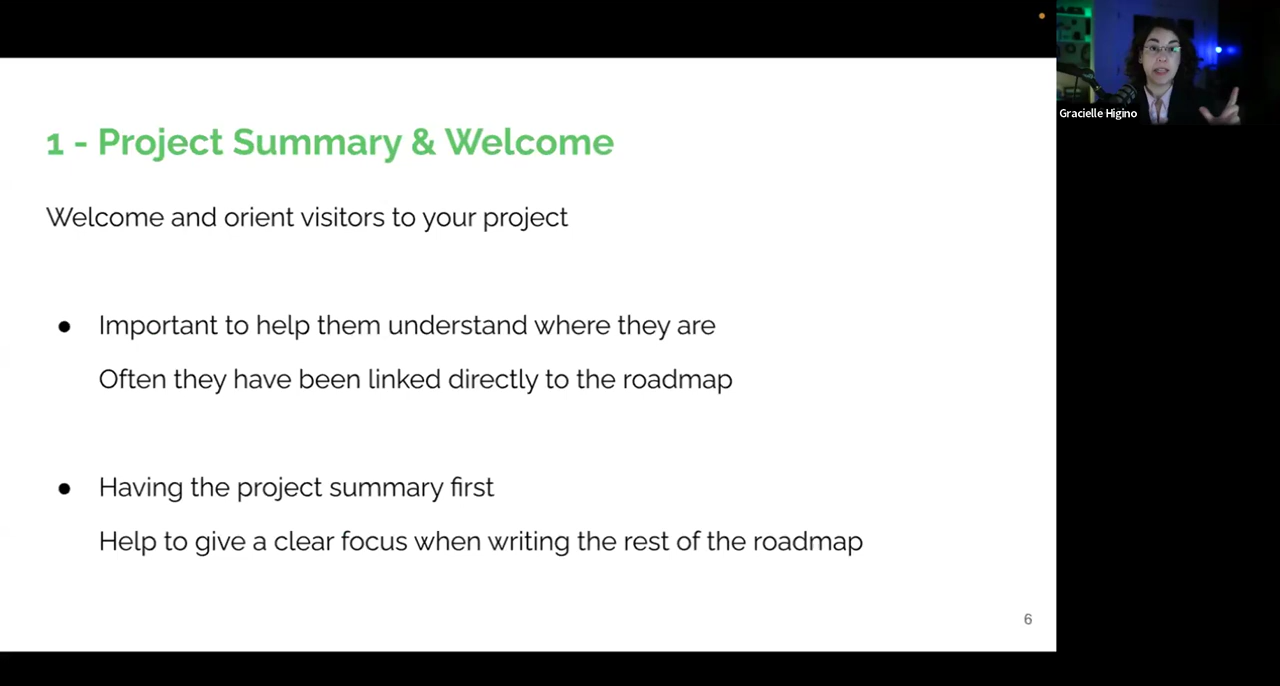 1 - Project Summary & Welcome
Welcome and orient visitors to your project
● Important to help them understand where they are
Often they have been linked directly to the roadmap
● Having the project summary first
Help to give a clear focus when writing the rest of the roadmap
6
Gracielle Higino